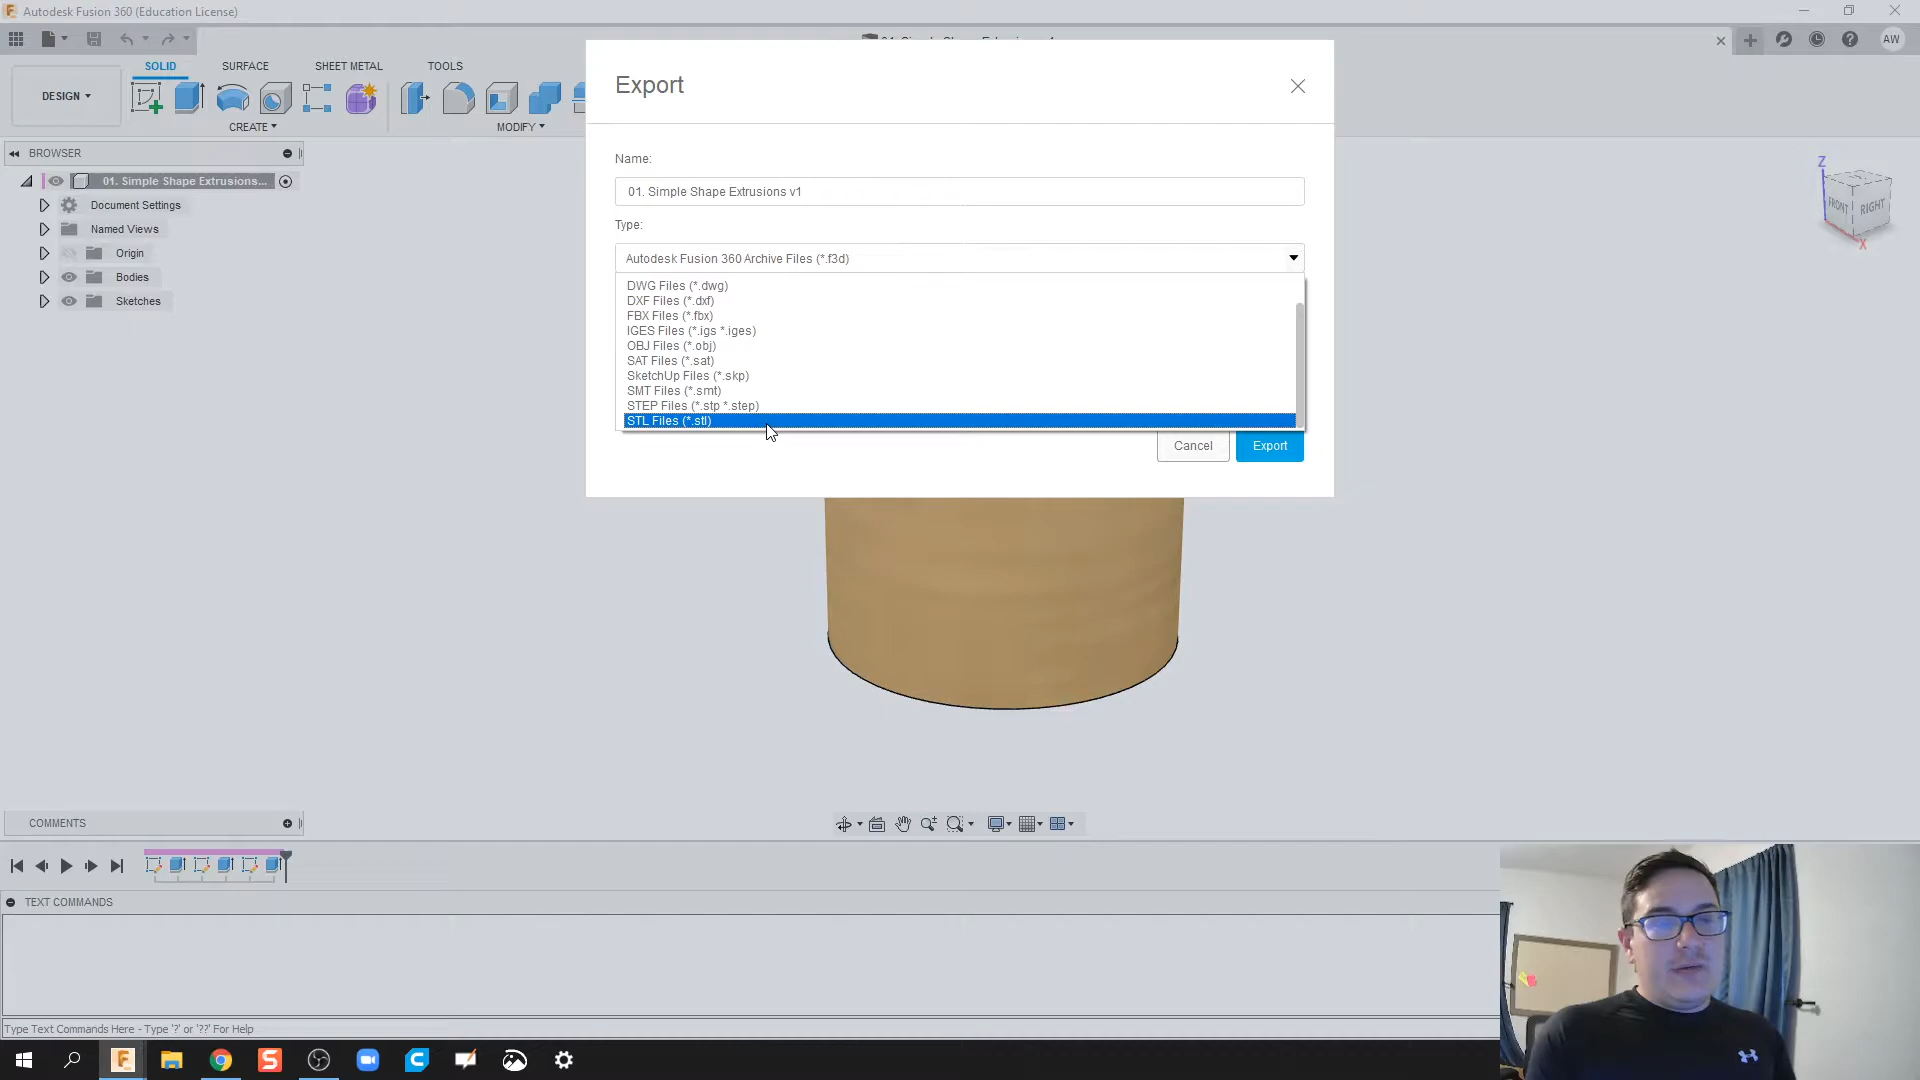 Autodesk Fusion 360 (Education License)
AW
DESIGN
SOLID
SURFACE
SHEET METAL
TOOLS
CREATE
MODIFY
BROWSER
01. Simple Shape Extrusions...
Document Settings
Named Views
Origin
Bodies
Sketches
Export
Name:
01. Simple Shape Extrusions v1
Type:
Autodesk Fusion 360 Archive Files (*.f3d)
DWG Files (*.dwg)
DXF Files (*.dxf)
FBX Files (*.fbx)
IGES Files (*.igs *.iges)
OBJ Files (*.obj)
SAT Files (*.sat)
SketchUp Files (*.skp)
SMT Files (*.smt)
STEP Files (*.stp *.step)
STL Files (*.stl)
Cancel
Export
Z
FRONT
RIGHT
X
COMMENTS
TEXT COMMANDS
Type Text Commands Here - Type '?' or '??' For Help